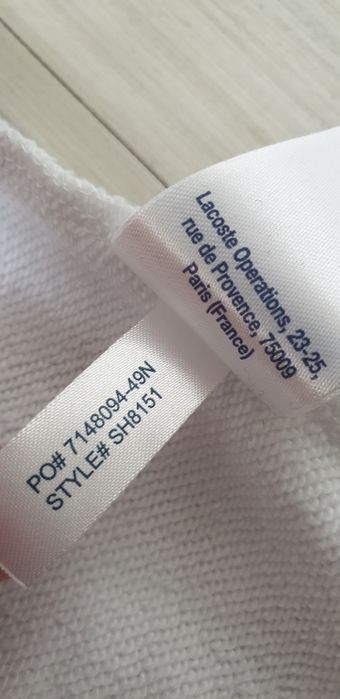 Lacoste Operations, 23-25,
rue de Provence, 75009
Paris (France)
PO# 7148094-49N
STYLE# SH8151